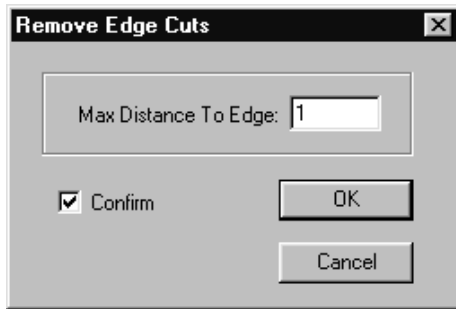 Remove Edge Cuts
Max Distance To Edge: 1
Confirm
OK
Cancel